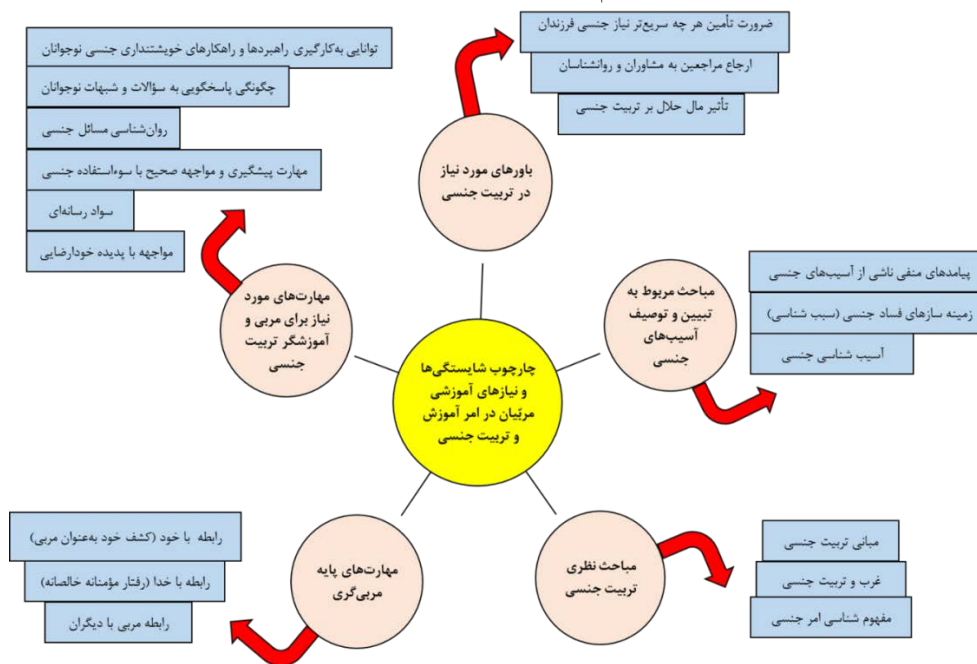 ضرورت تأمین هر چه سریع‌تر نیاز جنسی فرزندان
ارجاع مراجعین به مشاوران و روانشناسان
تأثیر مال حلال بر تربیت جنسی
باورهای مورد نیاز
در تربیت جنسی
توانایی به‌کارگیری راهبردها و راهکارهای خویشتنداری جنسی نوجوانان
چگونگی پاسخگویی به سؤالات و شبهات نوجوانان
روان‌شناسی مسائل جنسی
مهارت پیشگیری و مواجهه صحیح با سوءاستفاده جنسی
سواد رسانه‌ای
مواجهه با پدیده خودارضایی
مهارت‌های مورد
نیاز برای مربی و
آموزشگر تربیت
جنسی
پیامدهای منفی ناشی از آسیب‌های جنسی
زمینه سازهای فساد جنسی (سبب شناسی)
آسیب شناسی جنسی
مباحث مربوط به
تبیین و توصیف
آسیب‌های
جنسی
چارچوب شایستگی‌ها
و نیازهای آموزشی
مربّیان در امر آموزش
و تربیت جنسی
مبانی تربیت جنسی
غرب و تربیت جنسی
مفهوم شناسی امر جنسی
مباحث نظری
تربیت جنسی
مهارت‌های پایه
مربی‌گری
رابطه با خود (کشف خود به‌عنوان مربی)
رابطه با خدا (رفتار مؤمنانه خالصانه)
رابطه مربی با دیگران